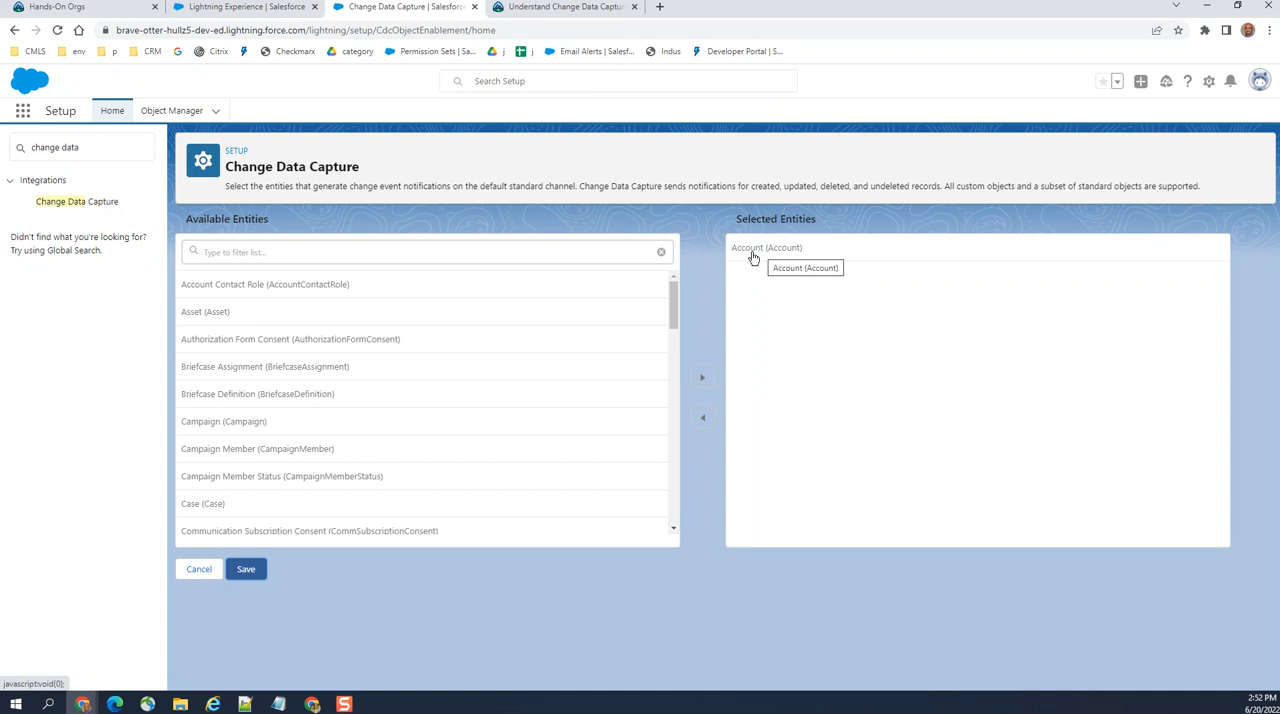 Hands-On Orgs
Lightning Experience | Salesforce
Change Data Capture | Salesforc
Understand Change Data Capture
brave-otter-hullz5-dev-ed.lightning.force.com/lightning/setup/CdcObjectEnablement/home
CMLS
env
p
CRM
Citrix
Checkmarx
category
Permission Sets | Sa...
j
j
Email Alerts | Salesf...
Indus
Developer Portal | S...
Search Setup
Setup
Home
Object Manager
change data
Integrations
Change Data Capture
Didn't find what you're looking for?
Try using Global Search.
SETUP
Change Data Capture
Select the entities that generate change event notifications on the default standard channel. Change Data Capture sends notifications for created, updated, deleted, and undeleted records. All custom objects and a subset of standard objects are supported.
Available Entities
Type to filter list...
Account Contact Role (AccountContactRole)
Asset (Asset)
Authorization Form Consent (AuthorizationFormConsent)
Briefcase Assignment (BriefcaseAssignment)
Briefcase Definition (BriefcaseDefinition)
Campaign (Campaign)
Campaign Member (CampaignMember)
Campaign Member Status (CampaignMemberStatus)
Case (Case)
Communication Subscription Consent (CommSubscriptionConsent)
Selected Entities
Account (Account)
Account (Account)
Cancel
Save
javascript:void(0);
2:52 PM
6/20/2022